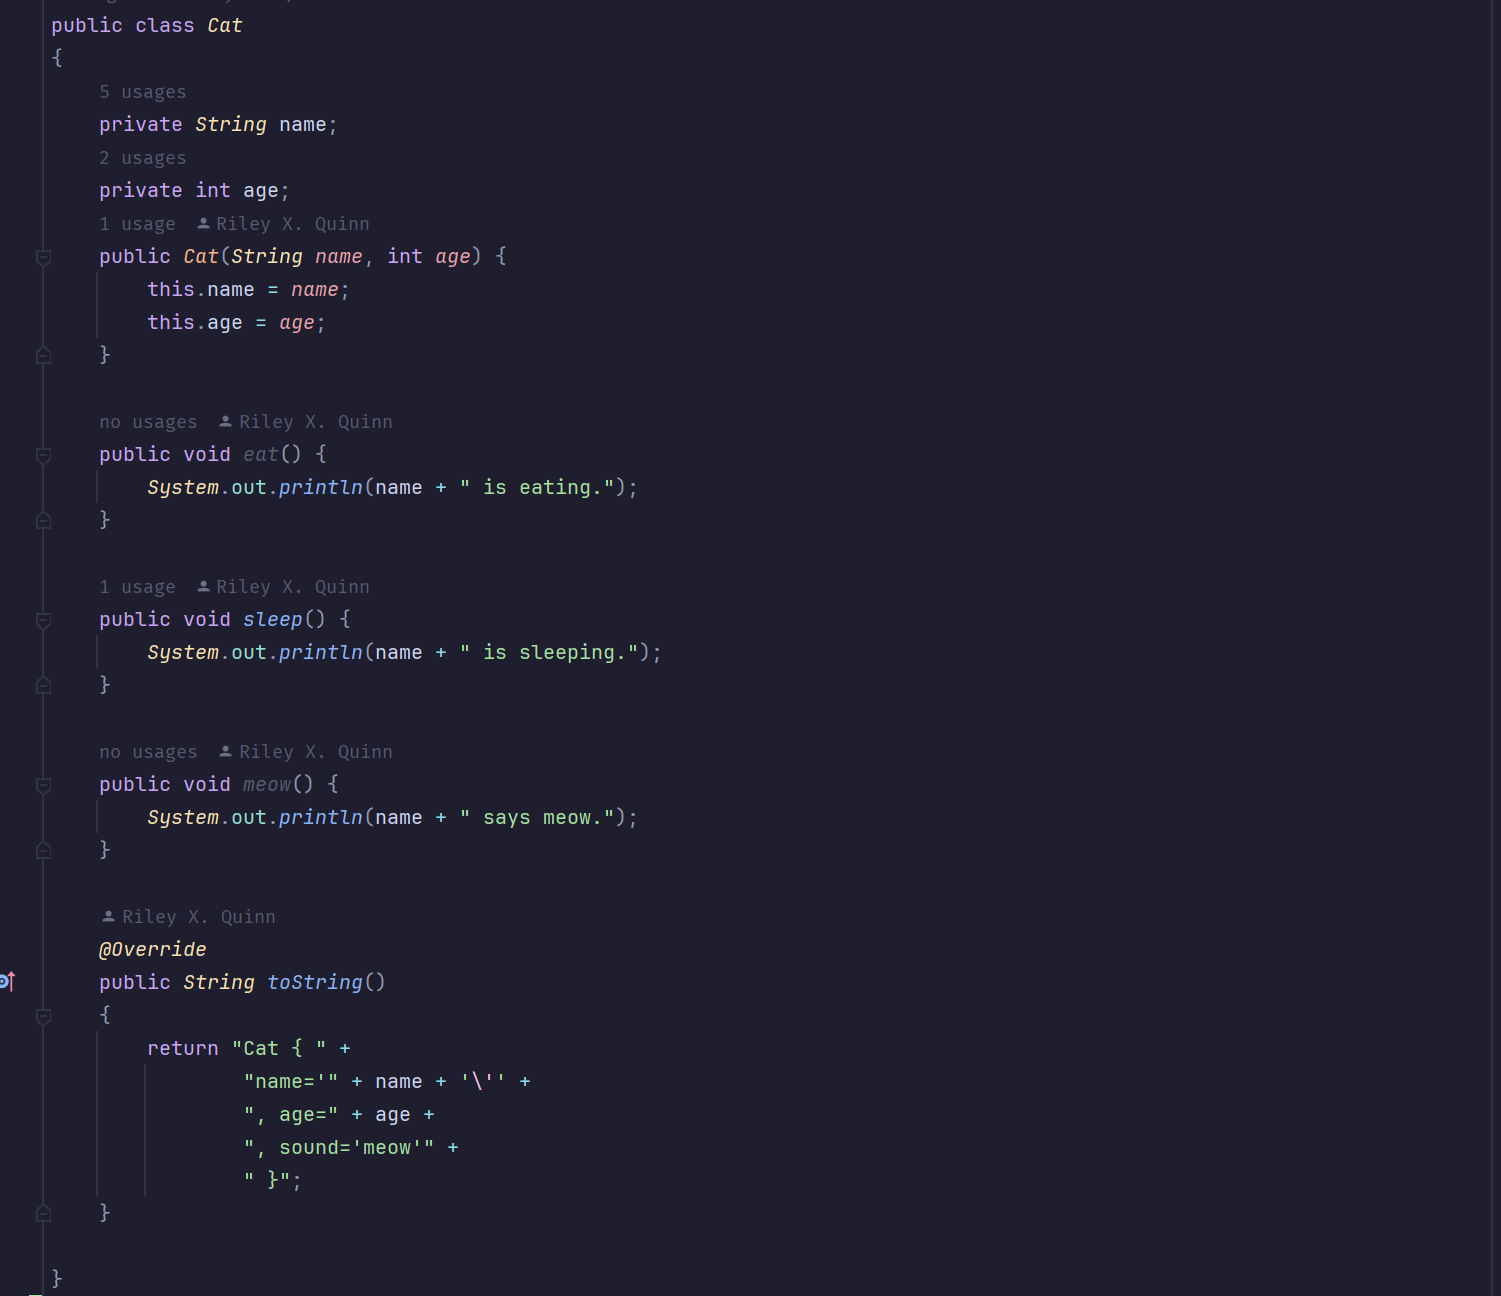 public class Cat
{
5 usages
private String name;
2 usages
private int age;
1 usage Riley X. Quinn
public Cat(String name, int age) {
this.name = name;
this.age = age;
}
no usages Riley X. Quinn
public void eat() {
System.out.println(name + " is eating.");
}
1 usage Riley X. Quinn
public void sleep() {
System.out.println(name + " is sleeping.");
}
no usages Riley X. Quinn
public void meow() {
System.out.println(name + " says meow.");
}
Riley X. Quinn
@Override
public String toString()
{
return "Cat { " +
"name='" + name + '\'' +
", age=" + age +
", sound='meow'" +
" }";
}
}